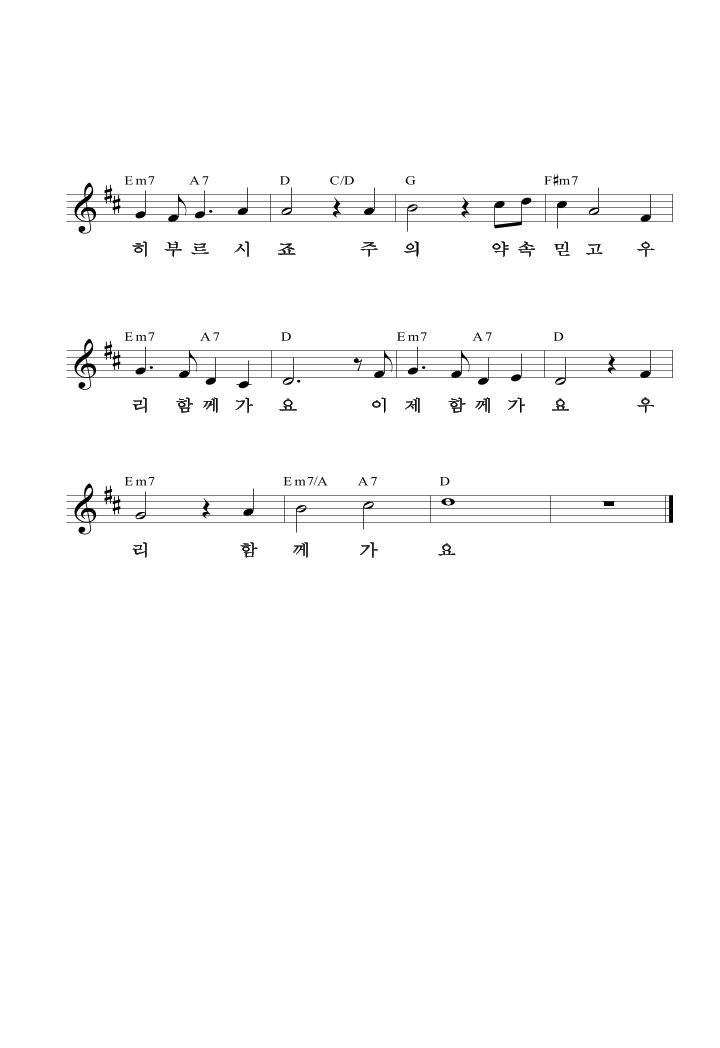 Em7 A7 D C/D G F♯m7
히 부 르 시 죠 주 의 약 속 믿 고 우
Em7 A7 D Em7 A7 D
리 함 께 가 요 이 제 함 께 가 요 우
Em7 Em7/A A7 D
리 함 께 가 요